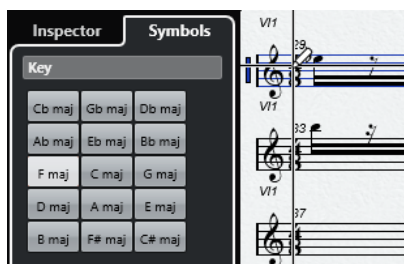 Inspector Symbols
Key
Cb maj Gb maj Db maj
Ab maj Eb maj Bb maj
F maj C maj G maj
D maj A maj E maj
B maj F# maj C# maj
Vl1
29
Vl1
33
Vl1
37